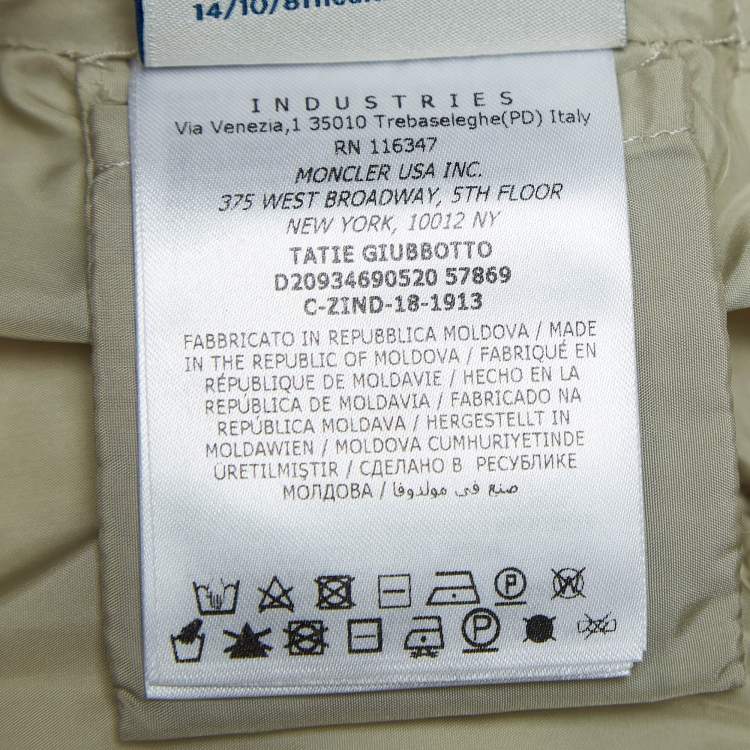 14/10/8
INDUSTRIES
Via Venezia,1 35010 Trebaseleghe(PD) Italy
RN 116347
MONCLER USA INC.
375 WEST BROADWAY, 5TH FLOOR
NEW YORK, 10012 NY
TATIE GIUBBOTTO
D20934690520 57869
C-ZIND-18-1913
FABBRICATO IN REPUBBLICA MOLDOVA / MADE
IN THE REPUBLIC OF MOLDOVA / FABRIQUÉ EN
RÉPUBLIQUE DE MOLDAVIE / HECHO EN LA
REPÚBLICA DE MOLDAVIA / FABRICADO NA
REPÚBLICA MOLDAVA / HERGESTELLT IN
MOLDAWIEN / MOLDOVA CUMHURIYETINDE
ÜRETILMIŞTIR / СДЕЛАНО В РЕСУБЛИКЕ
МОЛДОВА / صنع في مولدوفا
P W
P